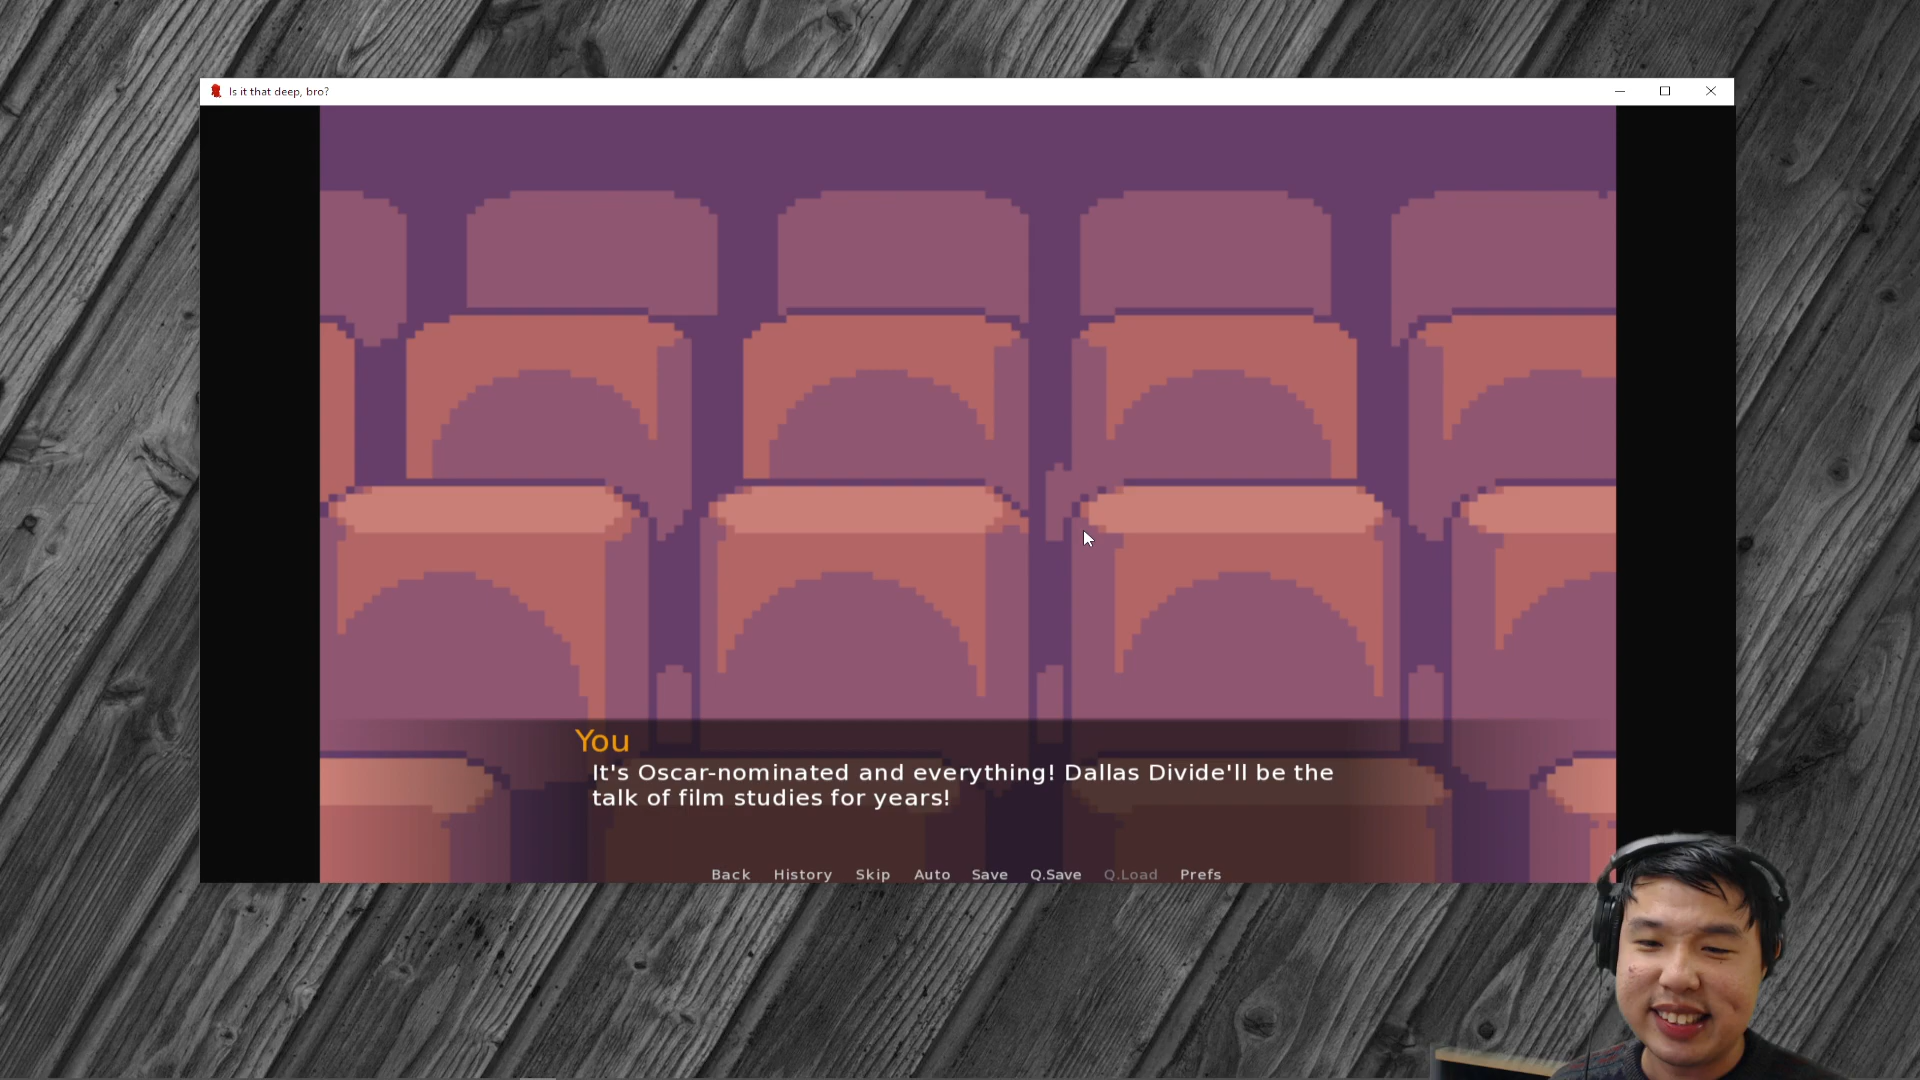 Is it that deep, bro?
You
It's Oscar-nominated and everything! Dallas Divide'll be the
talk of film studies for years!
Back History Skip Auto Save Q.Save Q.Load Prefs